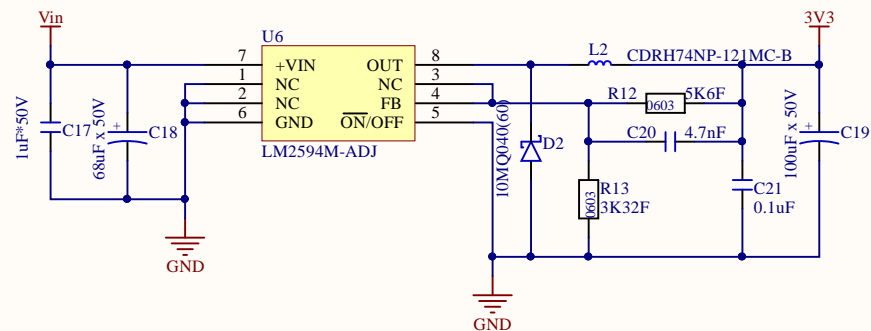 Vin
3V3
U6
7
+VIN
OUT
8
L2
CDRH74NP-121MC-B
1
NC
NC
3
2
NC
FB
4
R12
0603
5K6F
6
GND
ON/OFF
5
LM2594M-ADJ
1uF*50V
C17
68uF x 50V
+
C18
10MQ040(60)
D2
C20
4.7nF
100uF x 50V
+
C19
R13
0603
3K32F
C21
0.1uF
GND
GND